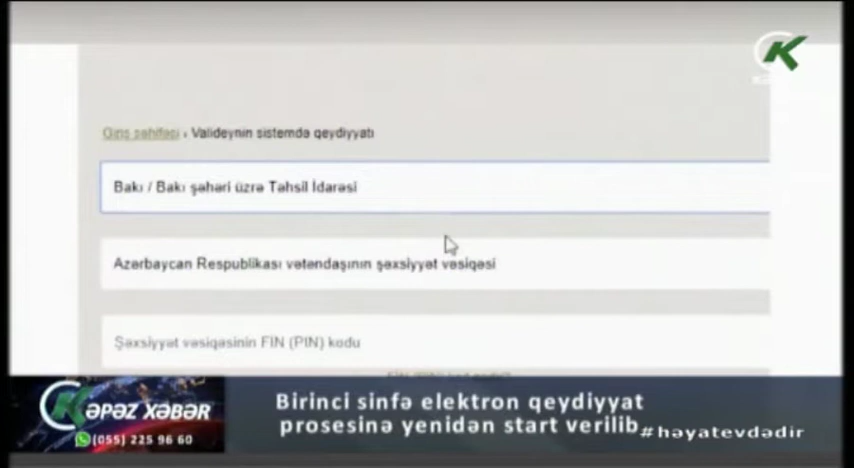 Giriş səhifəsi › Valideynin sistemdə qeydiyyatı
Bakı / Bakı şəhəri üzrə Təhsil İdarəsi
Azərbaycan Respublikası vətəndaşının şəxsiyyət vəsiqəsi
Şəxsiyyət vəsiqəsinin FİN (PIN) kodu
KƏPƏZ XƏBƏR
(055) 225 96 60
Birinci sinfə elektron qeydiyyat
prosesinə yenidən start verilib
#həyatevdədir